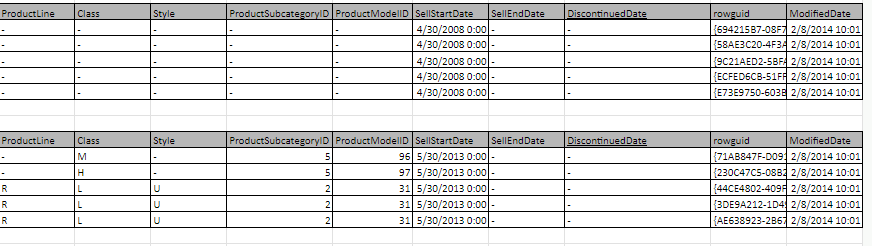 ProductLine Class Style ProductSubcategoryID ProductModelID SellStartDate SellEndDate DiscontinuedDate rowguid ModifiedDate
- - - - - 4/30/2008 0:00 - - {694215B7-08F7 2/8/2014 10:01
- - - - - 4/30/2008 0:00 - - {58AE3C20-4F3A 2/8/2014 10:01
- - - - - 4/30/2008 0:00 - - {9C21AED2-5BFA 2/8/2014 10:01
- - - - - 4/30/2008 0:00 - - {ECFED6CB-51FF 2/8/2014 10:01
- - - - - 4/30/2008 0:00 - - {E73E9750-603B 2/8/2014 10:01
ProductLine Class Style ProductSubcategoryID ProductModelID SellStartDate SellEndDate DiscontinuedDate rowguid ModifiedDate
- M - 5 96 5/30/2013 0:00 - - {71AB847F-D091 2/8/2014 10:01
- H - 5 97 5/30/2013 0:00 - - {230C47C5-08B2 2/8/2014 10:01
R L U 2 31 5/30/2013 0:00 - - {44CE4802-409F 2/8/2014 10:01
R L U 2 31 5/30/2013 0:00 - - {3DE9A212-1D49 2/8/2014 10:01
R L U 2 31 5/30/2013 0:00 - - {AE638923-2B67 2/8/2014 10:01